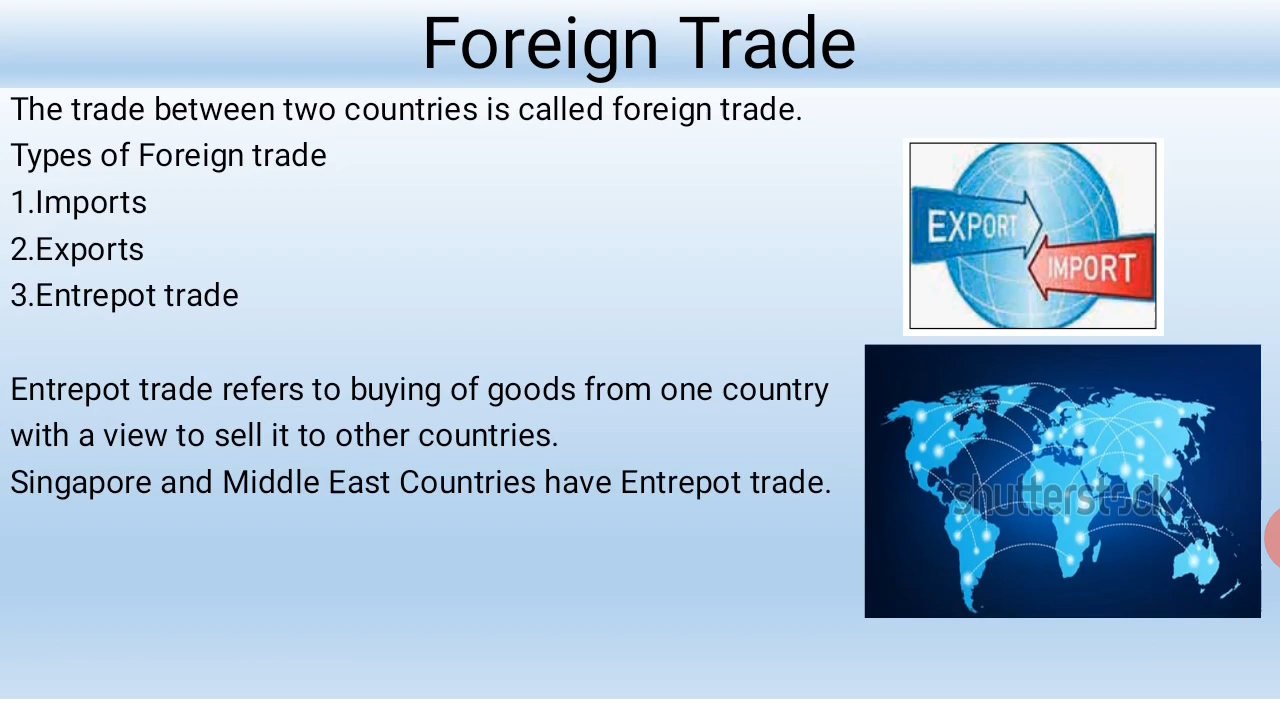 Foreign Trade
The trade between two countries is called foreign trade.
Types of Foreign trade
1.Imports
2.Exports
3.Entrepot trade
Entrepot trade refers to buying of goods from one country
with a view to sell it to other countries.
Singapore and Middle East Countries have Entrepot trade.
EXPORT
IMPORT
shutterstock